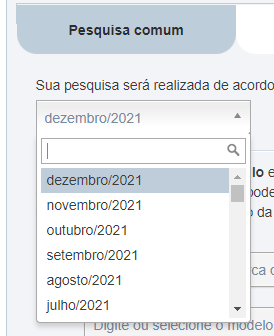 Pesquisa comum
Sua pesquisa será realizada de acordo
dezembro/2021
lo e
dezembro/2021
pode
novembro/2021
o da
outubro/2021
setembro/2021
agosto/2021
rca o
julho/2021
Digite ou selecione o modelo